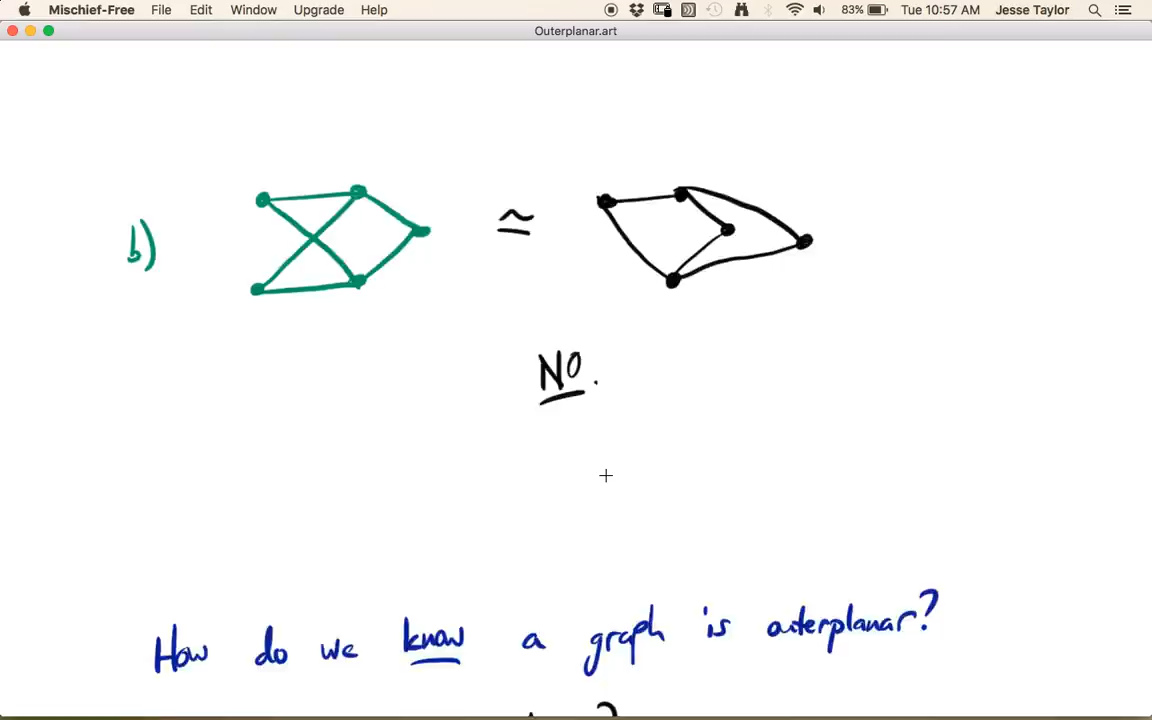 Mischief-Free File Edit Window Upgrade Help 83% Tue 10:57 AM Jesse Taylor
Outerplanar.art
b) ≃
NO.
How do we know a graph is outerplanar?